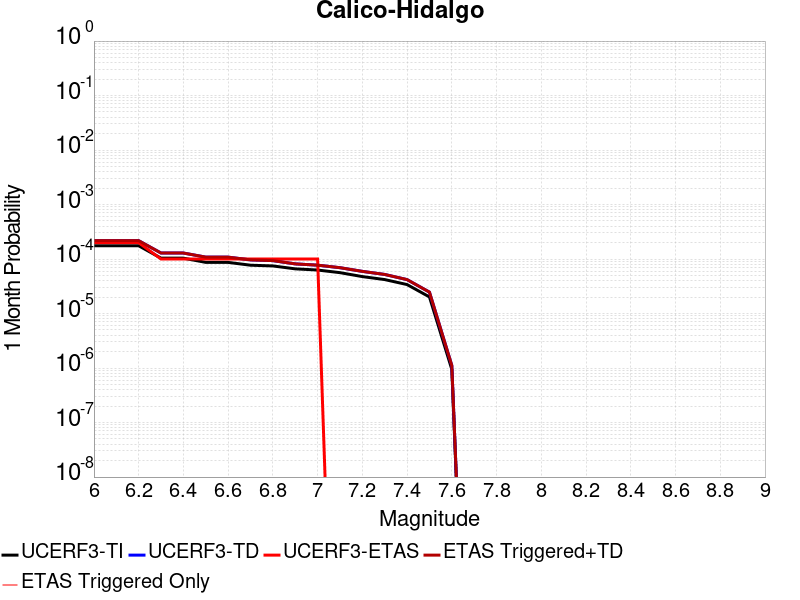 Calico-Hidalgo
10^0
10^-1
10^-2
10^-3
10^-4
10^-5
10^-6
10^-7
10^-8
1 Month Probability
6 6.2 6.4 6.6 6.8 7 7.2 7.4 7.6 7.8 8 8.2 8.4 8.6 8.8 9
Magnitude
UCERF3-TI UCERF3-TD UCERF3-ETAS ETAS Triggered+TD
ETAS Triggered Only